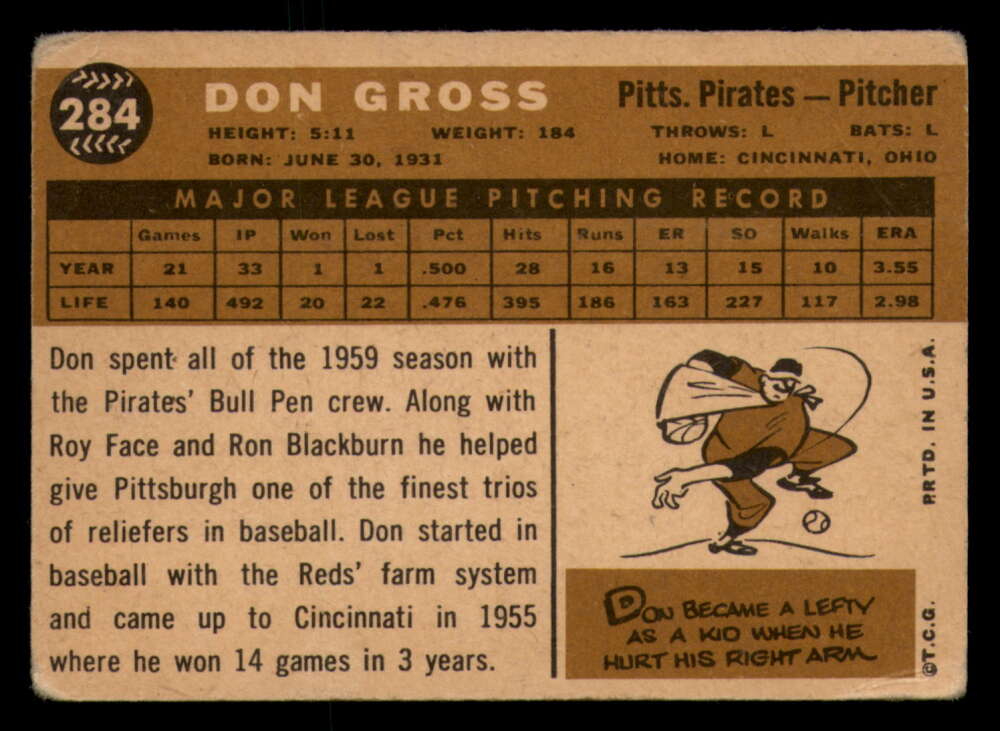 284
DON GROSS
Pitts. Pirates — Pitcher
HEIGHT: 5:11 WEIGHT: 184 THROWS: L BATS: L
BORN: JUNE 30, 1931 HOME: CINCINNATI, OHIO
MAJOR LEAGUE PITCHING RECORD
Games IP Won Lost Pct Hits Runs ER SO Walks ERA
YEAR 21 33 1 1 .500 28 16 13 15 10 3.55
LIFE 140 492 20 22 .476 395 186 163 227 117 2.98
Don spent all of the 1959 season with
the Pirates' Bull Pen crew. Along with
Roy Face and Ron Blackburn he helped
give Pittsburgh one of the finest trios
of reliefers in baseball. Don started in
baseball with the Reds' farm system
and came up to Cincinnati in 1955
where he won 14 games in 3 years.
DON BECAME A LEFTY
AS A KID WHEN HE
HURT HIS RIGHT ARM
©T.C.G. PRTD. IN U.S.A.